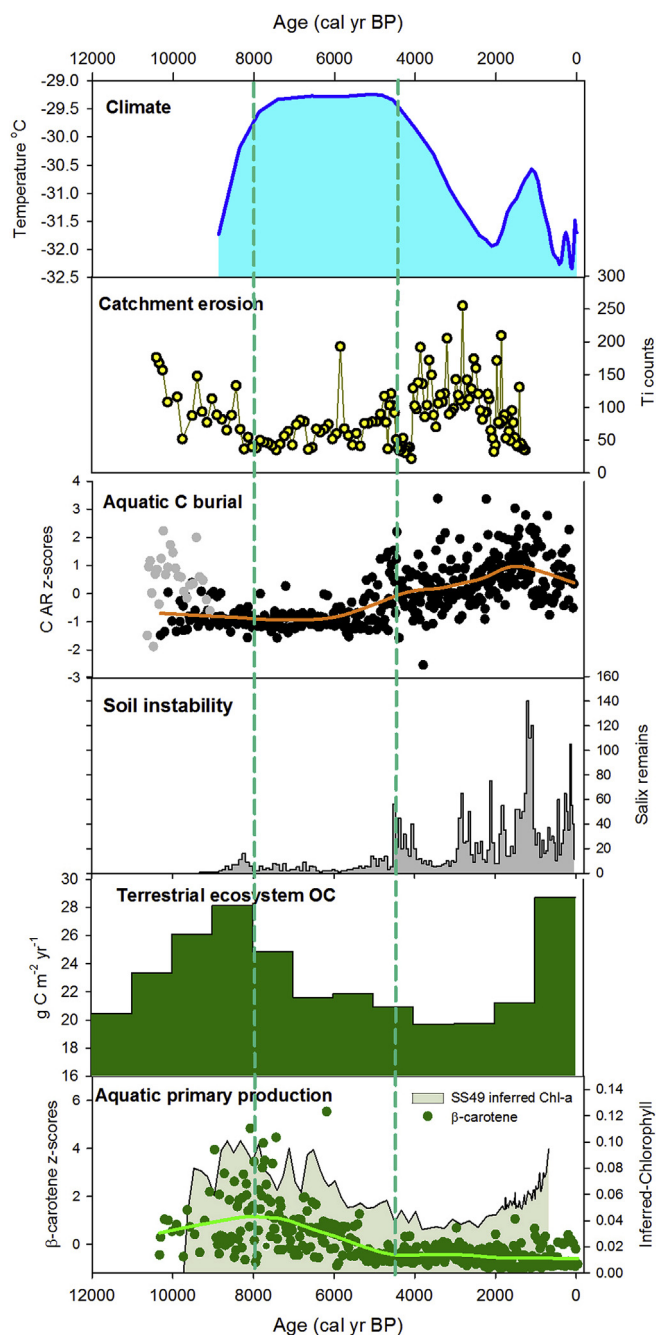 Age (cal yr BP)
12000 10000 8000 6000 4000 2000 0
Climate
Temperature °C
-29.0
-29.5
-30.0
-30.5
-31.0
-31.5
-32.0
-32.5
Catchment erosion
Ti counts
300
250
200
150
100
50
0
Aquatic C burial
C AR z-scores
4
3
2
1
0
-1
-2
-3
Soil instability
Salix remains
160
140
120
100
80
60
40
20
0
Terrestrial ecosystem OC
g C m-2 yr-1
30
28
26
24
22
20
18
16
Aquatic primary production
SS49 inferred Chl-a
β-carotene
β-carotene z-scores
6
4
2
0
Inferred-Chlorophyll
0.14
0.12
0.10
0.08
0.06
0.04
0.02
0.00
12000 10000 8000 6000 4000 2000 0
Age (cal yr BP)